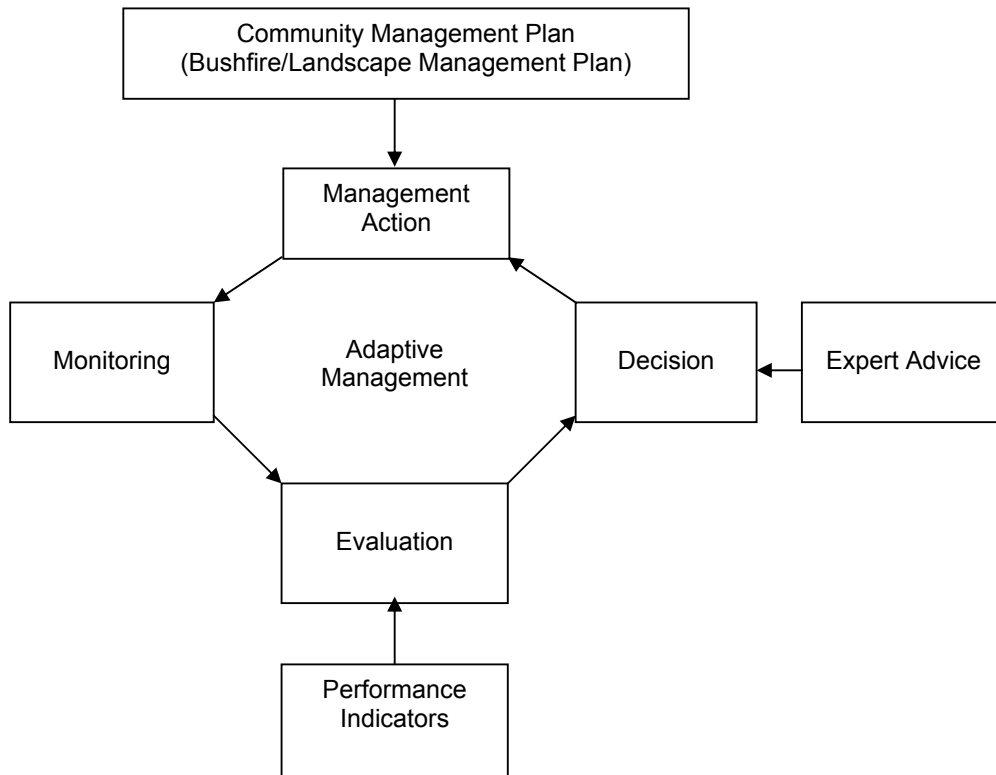 Community Management Plan
(Bushfire/Landscape Management Plan)
Management
Action
Monitoring
Adaptive
Management
Decision
Expert Advice
Evaluation
Performance
Indicators